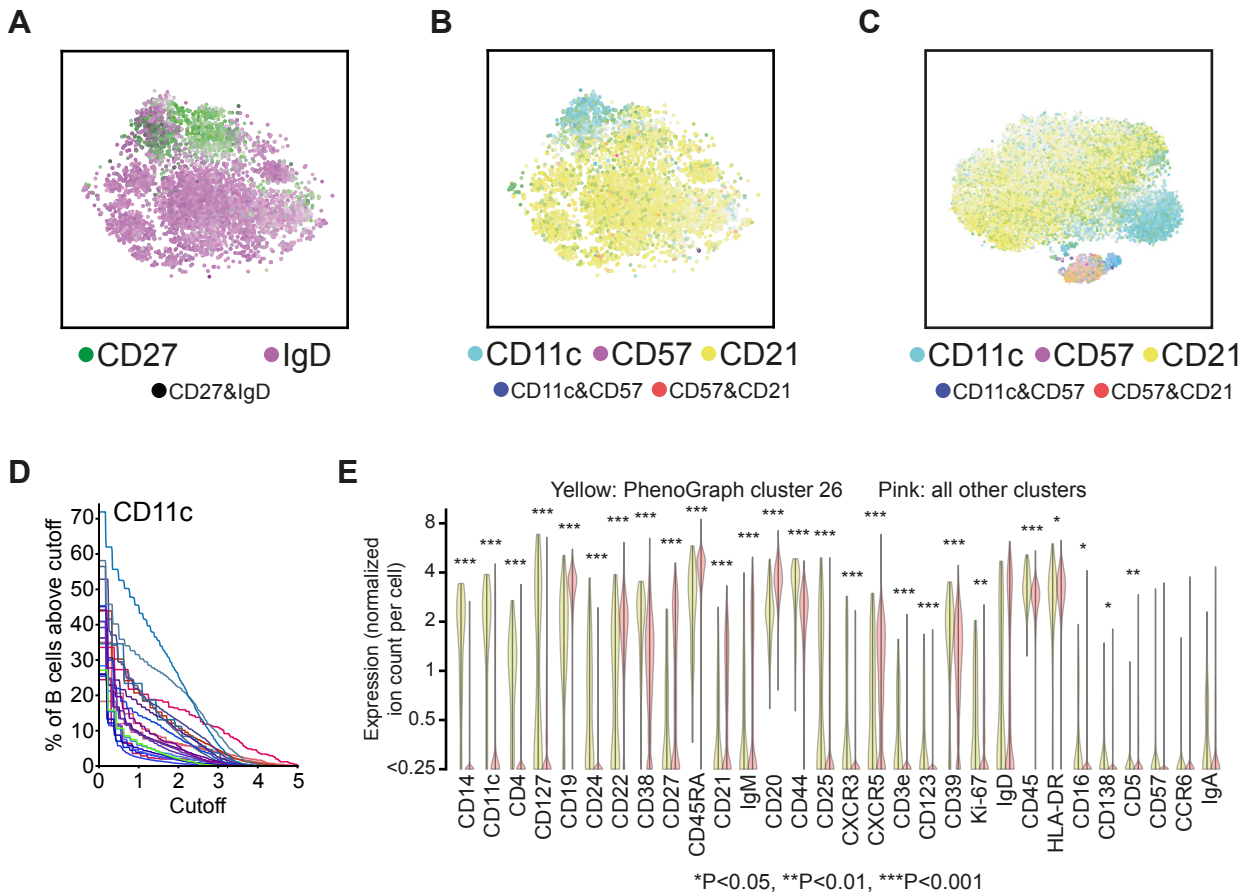 A
B
C
CD27 IgD
CD27&IgD
CD11c CD57 CD21
CD11c&CD57 CD57&CD21
CD11c CD57 CD21
CD11c&CD57 CD57&CD21
D
CD11c
% of B cells above cutoff
70
60
50
40
30
20
10
0
0 1 2 3 4 5
Cutoff
E
Yellow: PhenoGraph cluster 26 Pink: all other clusters
Expression (normalized
ion count per cell)
8
4
2
1
0.5
<0.25
*** *** *** *** *** *** *** *** *** *** *** *** *** *** *** *** *** *** *** ** *** * * * **
CD14 CD11c CD4 CD127 CD19 CD24 CD22 CD38 CD27 CD45RA CD21 IgM CD20 CD44 CD25 CXCR3 CXCR5 CD3e CD123 CD39 Ki-67 IgD CD45 HLA-DR CD16 CD138 CD5 CD57 CCR6 IgA
*P<0.05, **P<0.01, ***P<0.001